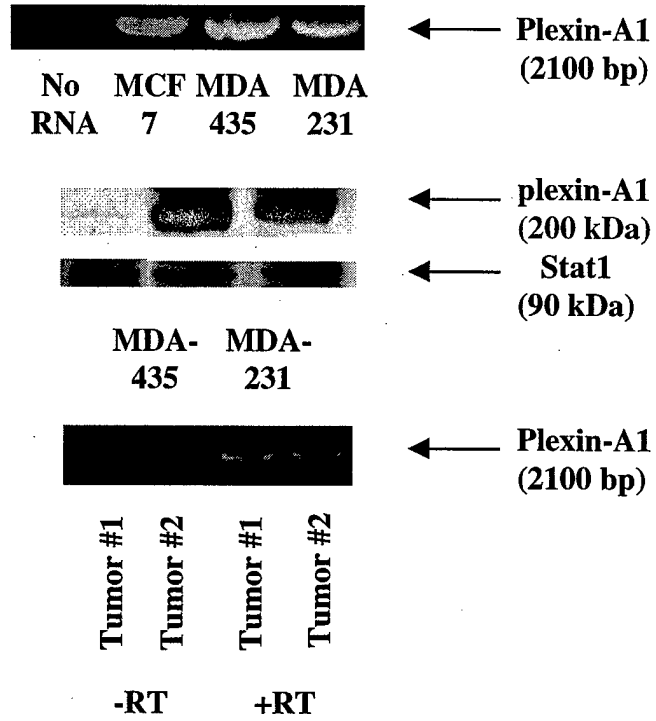 Plexin-A1
(2100 bp)
No MCF MDA MDA
RNA 7 435 231
plexin-A1
(200 kDa)
Stat1
(90 kDa)
MDA- MDA-
435 231
Plexin-A1
(2100 bp)
Tumor #1
Tumor #2
Tumor #1
Tumor #2
-RT +RT